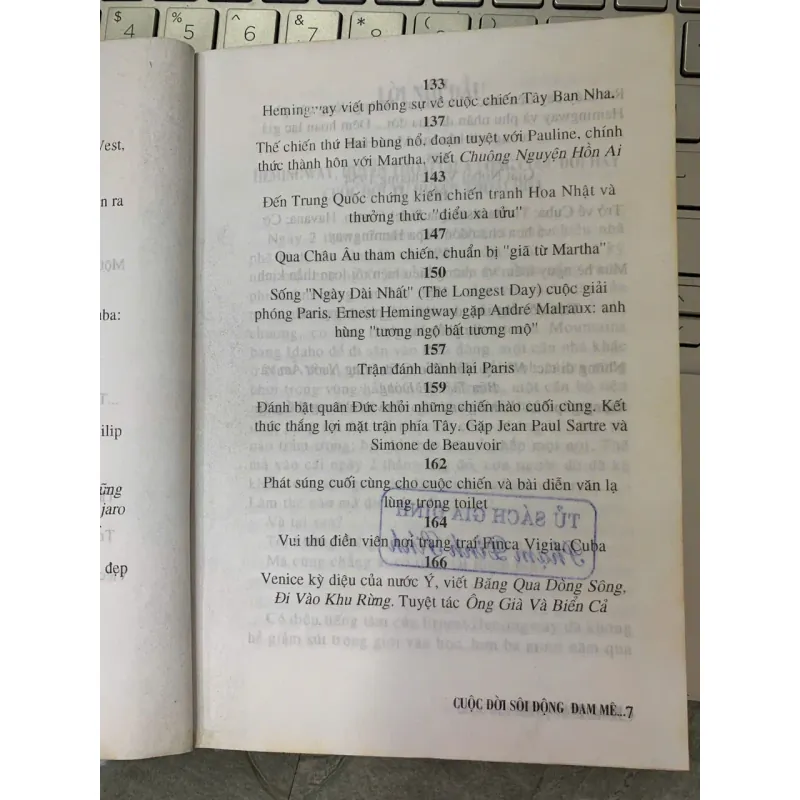 $
4
%
5
6
&
7
*
133
Hemingway viết phóng sự về cuộc chiến Tây Ban Nha.
137
Thế chiến thứ Hai bùng nổ, đoạn tuyệt với Pauline, chính
thức thành hôn với Martha, viết Chuông Nguyện Hồn Ai
143
Đến Trung Quốc chứng kiến chiến tranh Hoa Nhật và
thưởng thức "điểu xà tửu"
147
Qua Châu Âu tham chiến, chuẩn bị "giã từ Martha"
150
Sống "Ngày Dài Nhất" (The Longest Day) cuộc giải
phóng Paris. Ernest Hemingway gặp André Malraux: anh
hùng "tương ngộ bất tương mộ"
157
Trận đánh dành lại Paris
159
Đánh bật quân Đức khỏi những chiến hào cuối cùng. Kết
thúc thắng lợi mặt trận phía Tây. Gặp Jean Paul Sartre và
Simone de Beauvoir
162
Phát súng cuối cùng cho cuộc chiến và bài diễn văn lạ
lùng trong toilet
164
Vui thú điền viên nơi trang trại Finca Vigia, Cuba
166
Venice kỳ diệu của nước Ý, viết Băng Qua Dòng Sông,
Đi Vào Khu Rừng. Tuyệt tác Ông Già Và Biển Cả
CUỘC ĐỜI SÔI ĐỘNG ĐAM MÊ...7
TỦ SÁCH GIA ĐÌNH